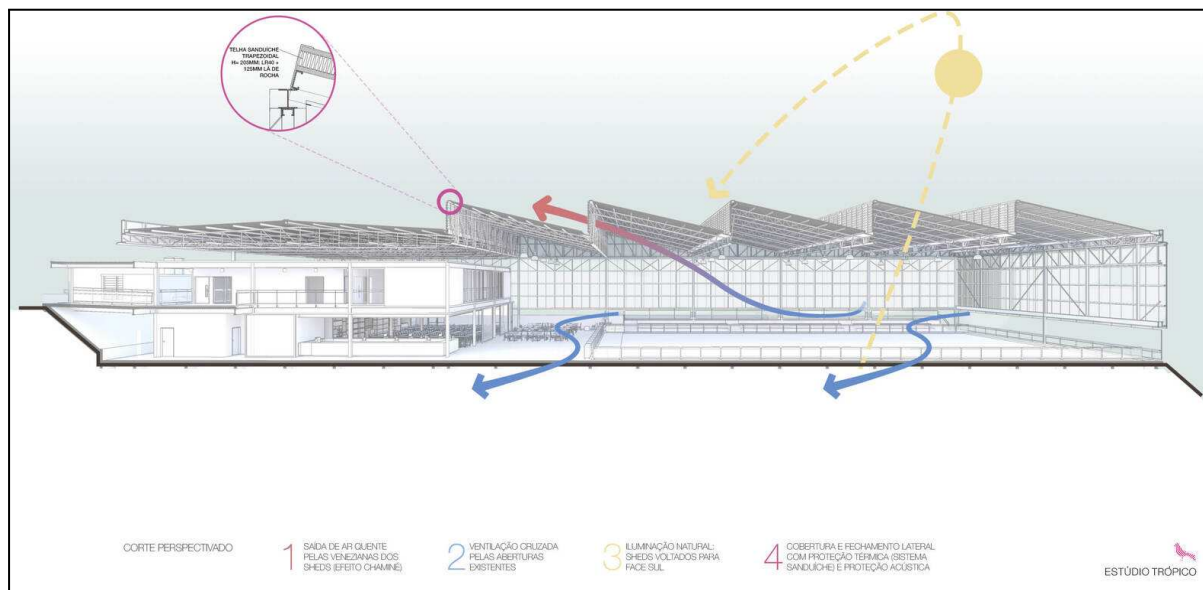 TELHA SANDUÍCHE
TRAPEZOIDAL
H= 205MM; LR40 +
120MM LÃ DE
ROCHA
CORTE PERSPECTIVADO
1
SAÍDA DE AR QUENTE
PELAS VENEZIANAS DOS
SHEDS (EFEITO CHAMINÉ)
2
VENTILAÇÃO CRUZADA
PELAS ABERTURAS
EXISTENTES
3
ILUMINAÇÃO NATURAL:
SHEDS VOLTADOS PARA
FACE SUL
4
COBERTURA E FECHAMENTO LATERAL
COM PROTEÇÃO TÉRMICA (SISTEMA
SANDUÍCHE) E PROTEÇÃO ACÚSTICA
ESTÚDIO TRÓPICO